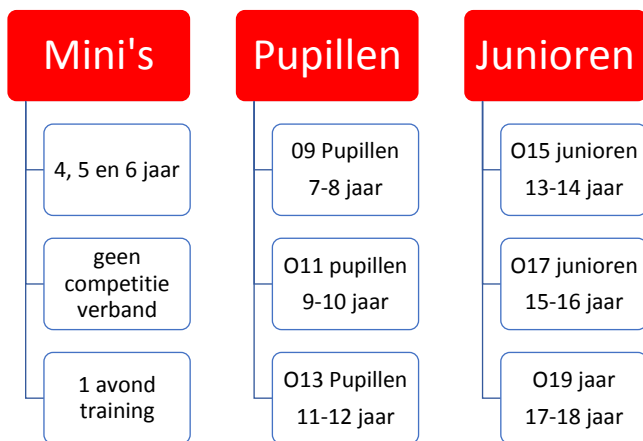 Mini's
4, 5 en 6 jaar
geen
competitie
verband
1 avond
training
Pupillen
09 Pupillen
7-8 jaar
O11 pupillen
9-10 jaar
O13 Pupillen
11-12 jaar
Junioren
O15 junioren
13-14 jaar
O17 junioren
15-16 jaar
O19 jaar
17-18 jaar